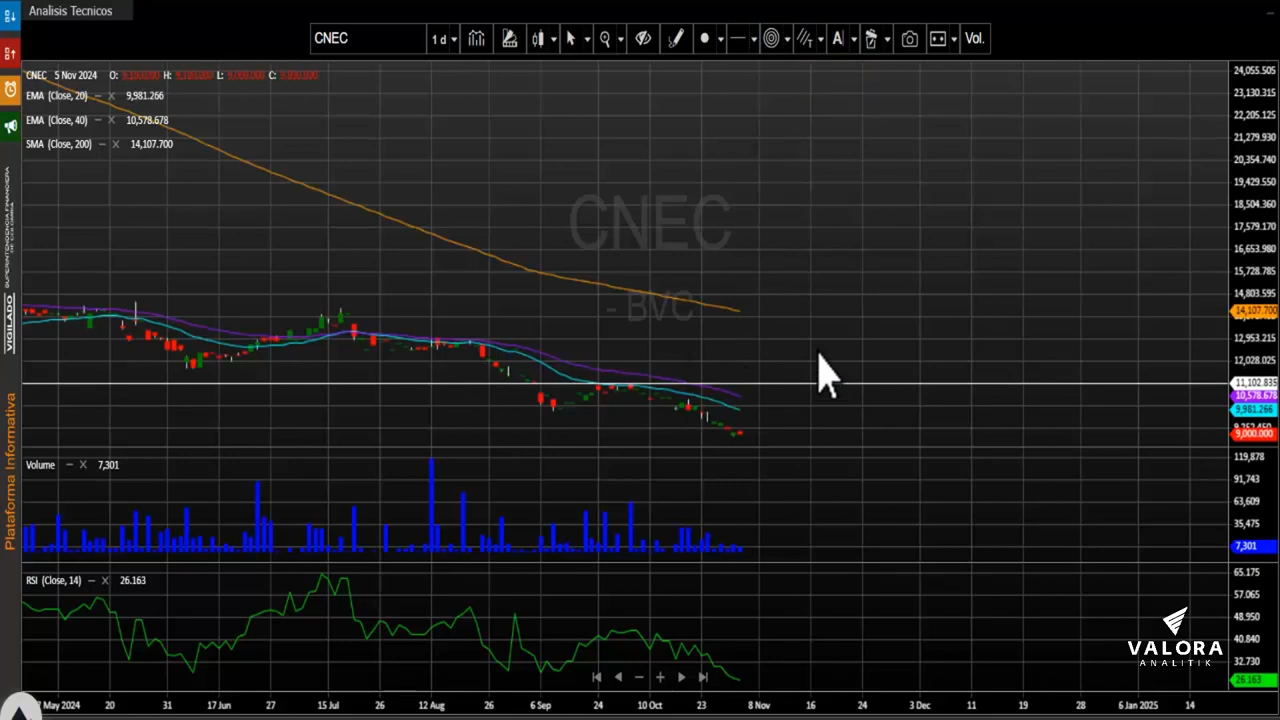 Analisis Tecnicos
CNEC
1 d
A
Vol.
CNEC 5 Nov 2024 O: H: L: C:
EMA (Close, 20) – X 9,981.266
EMA (Close, 40) – X 10,578.678
SMA (Close, 200) – X 14,107.700
CNEC
- BVC
24,055.505
23,130.315
22,205.125
21,279.930
20,354.740
19,429.550
18,504.360
17,579.170
16,653.980
15,728.785
14,803.595
14,107.700
12,953.215
12,028.025
11,102.835
10,578.678
9,981.266
9,000.000
Volume – X 7,301
119,878
91,743
63,609
35,475
7,301
RSI (Close, 14) – X 26.163
65.175
57.065
48.950
40.840
32.730
26.163
May 2024 20 31 17 Jun 27 15 Jul 26 12 Aug 26 6 Sep 24 10 Oct 23 8 Nov 16 24 3 Dec 11 19 28 6 Jan 2025 14
VIGILADO
SUPERINTENDENCIA FINANCIERA
DE COLOMBIA
Plataforma Informativa
VALORA
ANALITIK